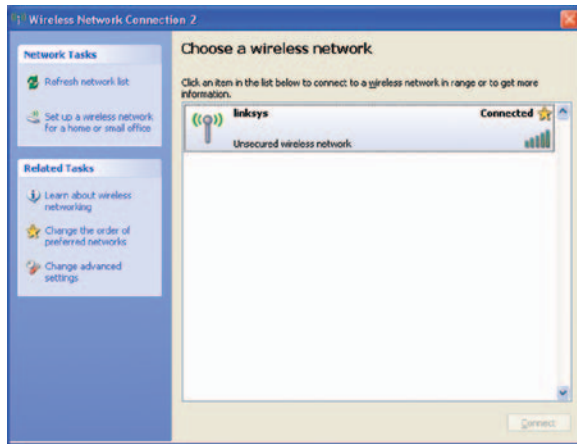 Wireless Network Connection 2
Network Tasks
Refresh network list
Set up a wireless network
for a home or small office
Related Tasks
Learn about wireless
networking
Change the order of
preferred networks
Change advanced
settings
Choose a wireless network
Click an item in the list below to connect to a wireless network in range or to get more
information.
linksys Connected
Unsecured wireless network
Connect